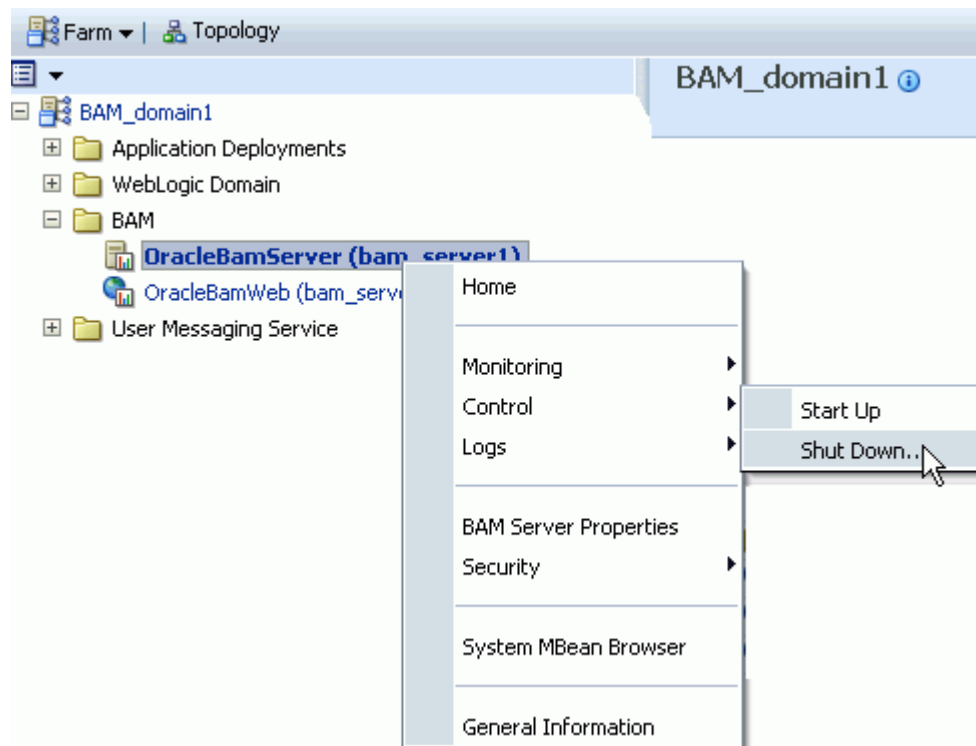 Farm | Topology
BAM_domain1
BAM_domain1
Application Deployments
WebLogic Domain
BAM
OracleBamServer (bam_server1)
OracleBamWeb (bam_serve
User Messaging Service
Home
Monitoring
Control
Logs
BAM Server Properties
Security
System MBean Browser
General Information
Start Up
Shut Down...